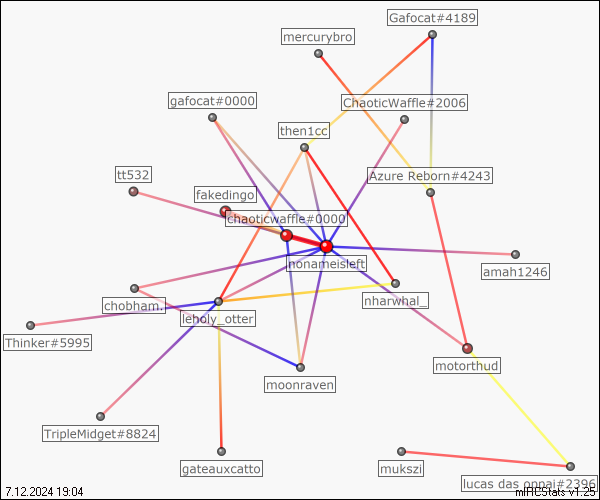 Gafocat#4189
mercurybro
gafocat#0000
ChaoticWaffle#2006
then1cc
tt532
Azure Reborn#4243
fakedingo
chaoticwaffle#0000
nonameisleft
amah1246
chobham.
nharwhal_
leholy_otter
Thinker#5995
motorthud
moonraven
TripleMidget#8824
gateauxcatto
mukszi
lucas das oppai#2396
7.12.2024 19:04
mIRCStats v1.25